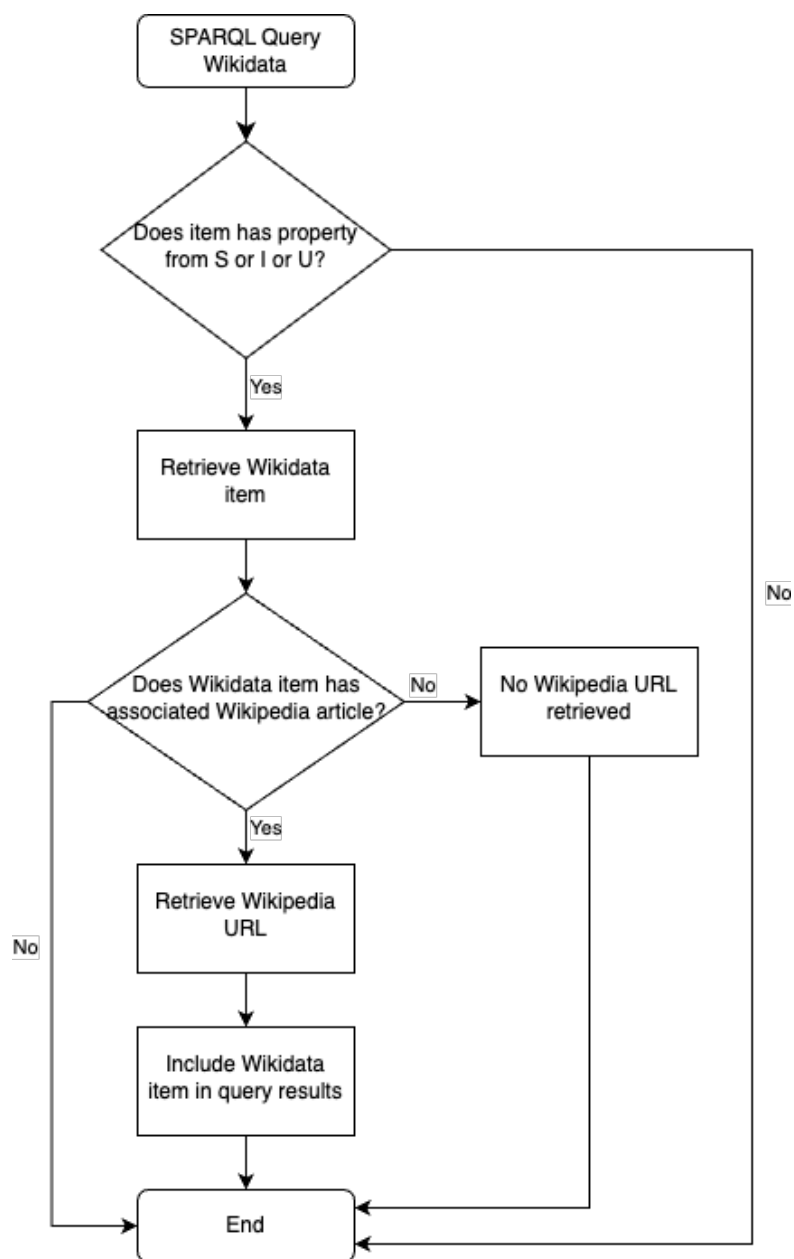 SPARQL Query
Wikidata
Does item has property
from S or I or U?
Yes
Retrieve Wikidata
item
No
Does Wikidata item has
associated Wikipedia article?
No
No Wikipedia URL
retrieved
Yes
Retrieve Wikipedia
URL
No
Include Wikidata
item in query results
End